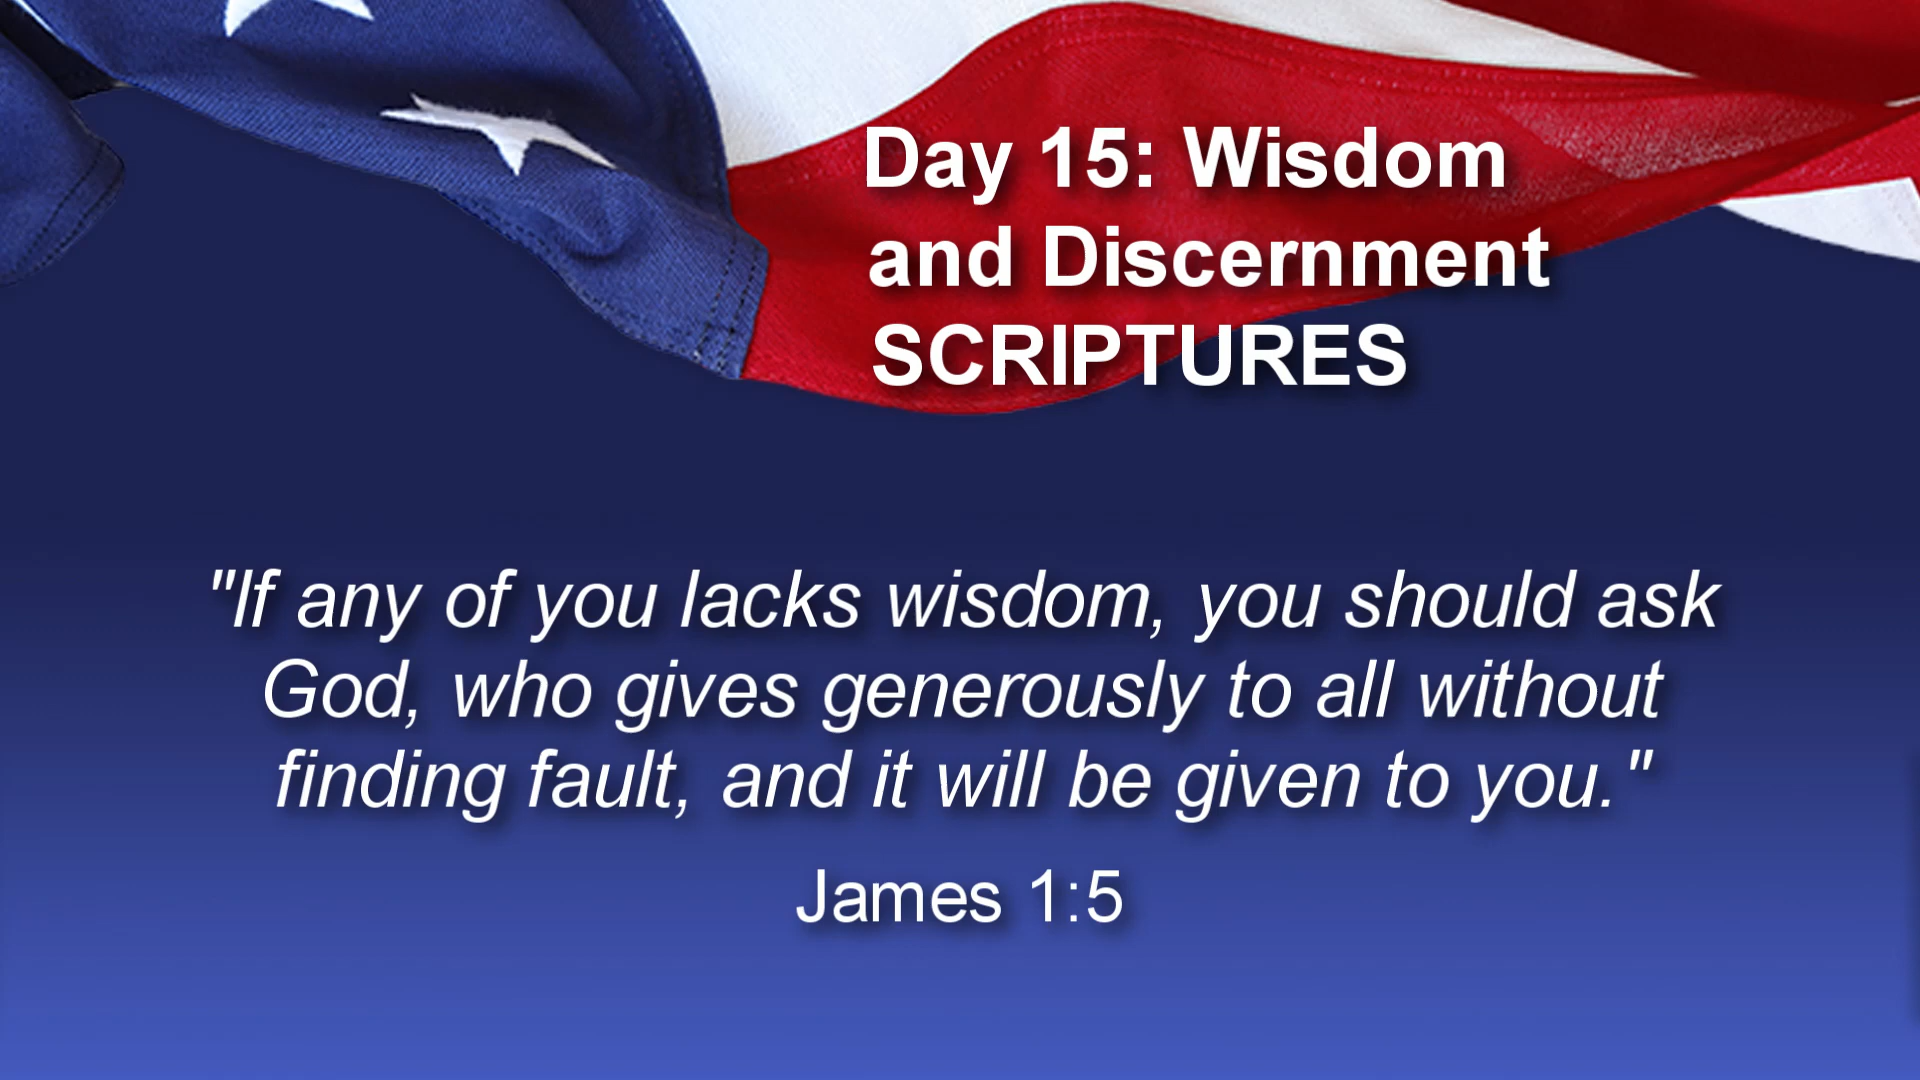 Day 15: Wisdom
and Discernment
SCRIPTURES
"If any of you lacks wisdom, you should ask
God, who gives generously to all without
finding fault, and it will be given to you."
James 1:5